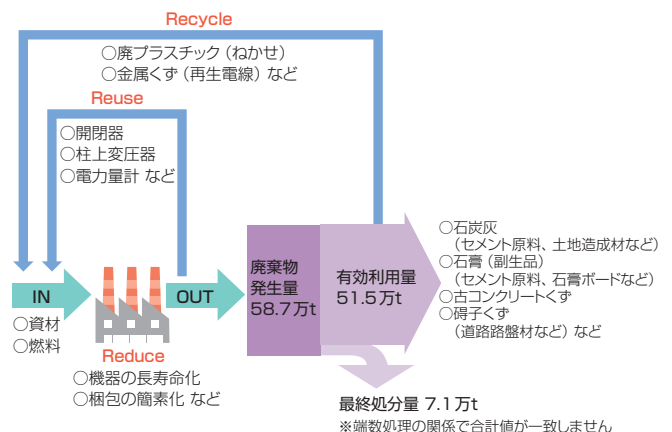 Recycle
○廃プラスチック（ねかせ）
○金属くず（再生電線）など
Reuse
○開閉器
○柱上変圧器
○電力量計 など
IN
OUT
○資材
○燃料
Reduce
○機器の長寿命化
○梱包の簡素化 など
廃棄物
発生量
58.7万t
有効利用量
51.5万t
○石炭灰
（セメント原料、土地造成材など）
○石膏（副生品）
（セメント原料、石膏ボードなど）
○古コンクリートくず
○碍子くず
（道路路盤材など）など
最終処分量 7.1万t
※端数処理の関係で合計値が一致しません